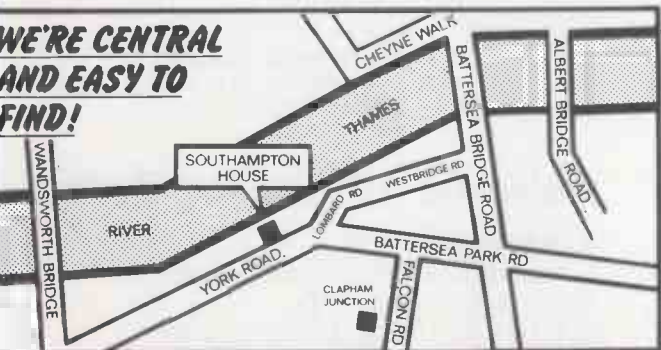 WE'RE CENTRAL
AND EASY TO
FIND!
CHEYNE WALK
BATTERSEA BRIDGE ROAD
ALBERT BRIDGE ROAD.
THAMES
SOUTHAMPTON
HOUSE
WANDSWORTH BRIDGE
RIVER
LOMBARD RD
WESTBRIDGE RD
YORK ROAD.
BATTERSEA PARK RD
CLAPHAM
JUNCTION
FALCON RD